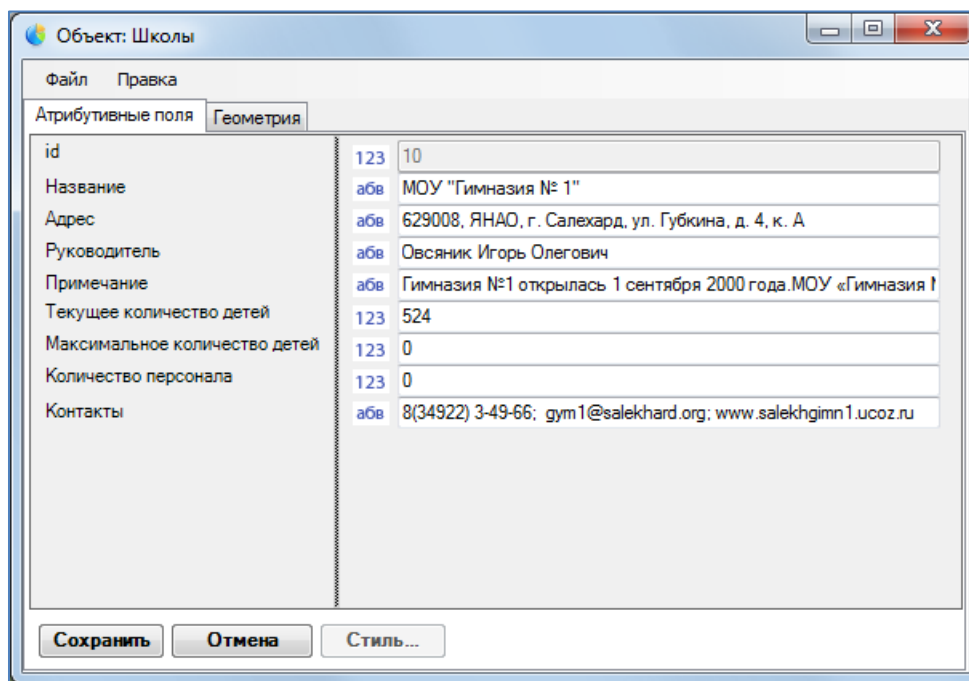 Объект: Школы
Файл Правка
Атрибутивные поля Геометрия
id 123 10
Название абв МОУ "Гимназия № 1"
Адрес абв 629008, ЯНАО, г. Салехард, ул. Губкина, д. 4, к. А
Руководитель абв Овсяник Игорь Олегович
Примечание абв Гимназия №1 открылась 1 сентября 2000 года.МОУ «Гимназия
Текущее количество детей 123 524
Максимальное количество детей 123 0
Количество персонала 123 0
Контакты абв 8(34922) 3-49-66; gym1@salekhard.org; www.salekhgimn1.ucoz.ru
Сохранить Отмена Стиль...